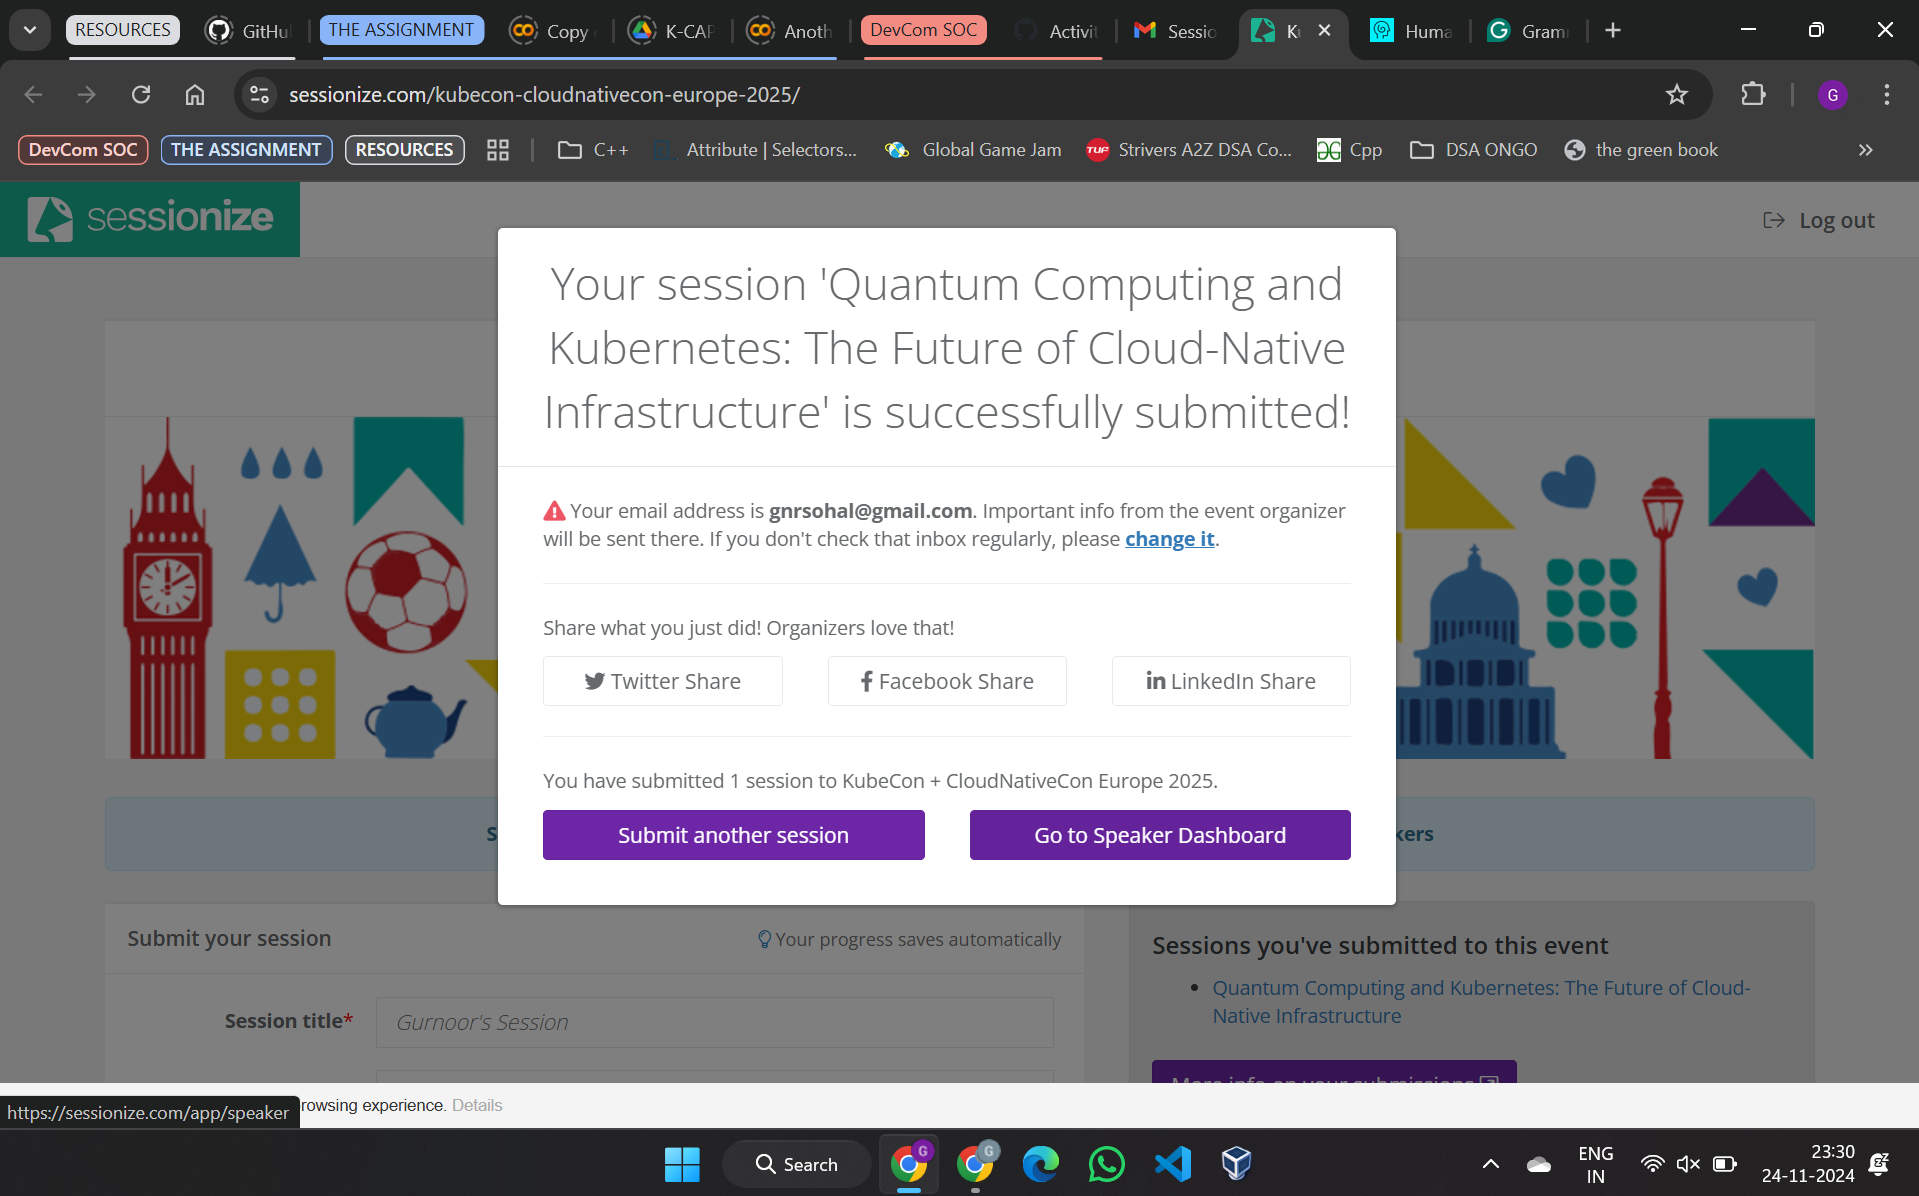 RESOURCES
GitHu
THE ASSIGNMENT
Copy
K-CAP
Anoth
DevCom SOC
Activit
Sessio
K
Huma
Gram
sessionize.com/kubecon-cloudnativecon-europe-2025/
G
DevCom SOC
THE ASSIGNMENT
RESOURCES
C++
Attribute | Selectors...
Global Game Jam
TUF
Strivers A2Z DSA Co...
Cpp
DSA ONGO
the green book
sessionize
Log out
Your session 'Quantum Computing and
Kubernetes: The Future of Cloud-Native
Infrastructure' is successfully submitted!
Your email address is gnrsohal@gmail.com. Important info from the event organizer
will be sent there. If you don't check that inbox regularly, please change it.
Share what you just did! Organizers love that!
Twitter Share
Facebook Share
in LinkedIn Share
You have submitted 1 session to KubeCon + CloudNativeCon Europe 2025.
Submit another session
Go to Speaker Dashboard
S
kers
Submit your session
Your progress saves automatically
Session title*
Gurnoor's Session
Sessions you've submitted to this event
• Quantum Computing and Kubernetes: The Future of Cloud-
Native Infrastructure
More info on your submissions
https://sessionize.com/app/speaker
rowsing experience. Details
Search
G
G
ENG
IN
23:30
24-11-2024